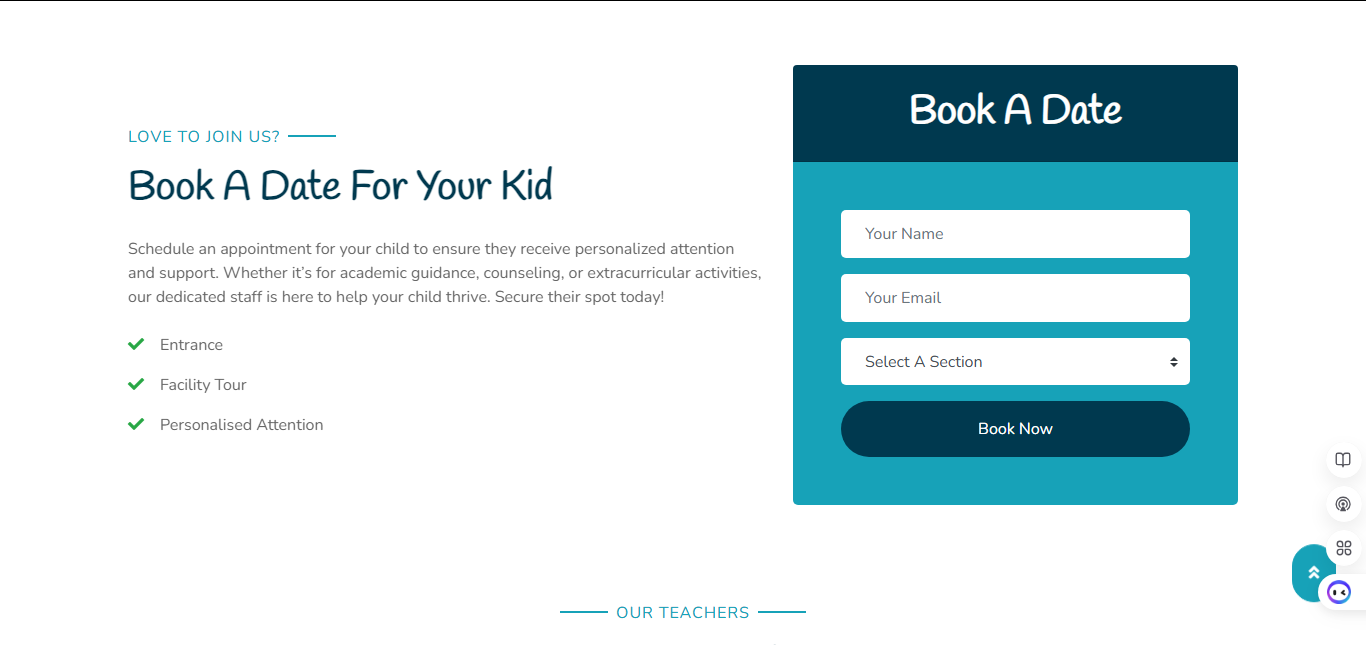 LOVE TO JOIN US?
Book A Date For Your Kid
Schedule an appointment for your child to ensure they receive personalized attention
and support. Whether it's for academic guidance, counseling, or extracurricular activities,
our dedicated staff is here to help your child thrive. Secure their spot today!
Entrance
Facility Tour
Personalised Attention
Book A Date
Your Name
Your Email
Select A Section
Book Now
OUR TEACHERS